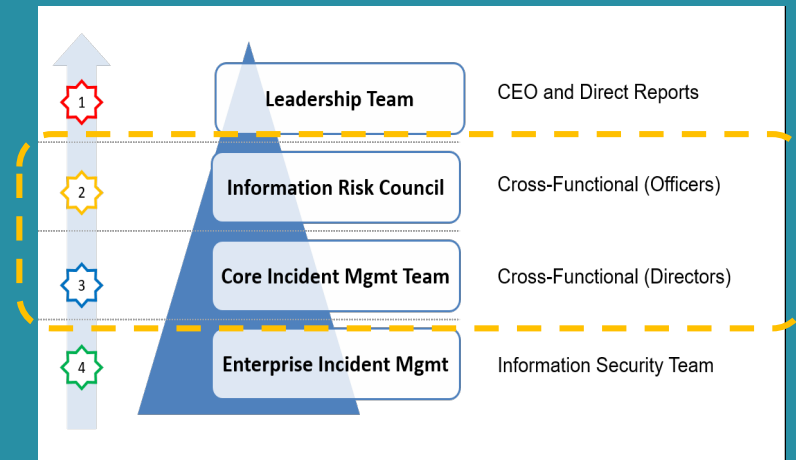 1
Leadership Team
CEO and Direct Reports
2
Information Risk Council
Cross-Functional (Officers)
3
Core Incident Mgmt Team
Cross-Functional (Directors)
4
Enterprise Incident Mgmt
Information Security Team